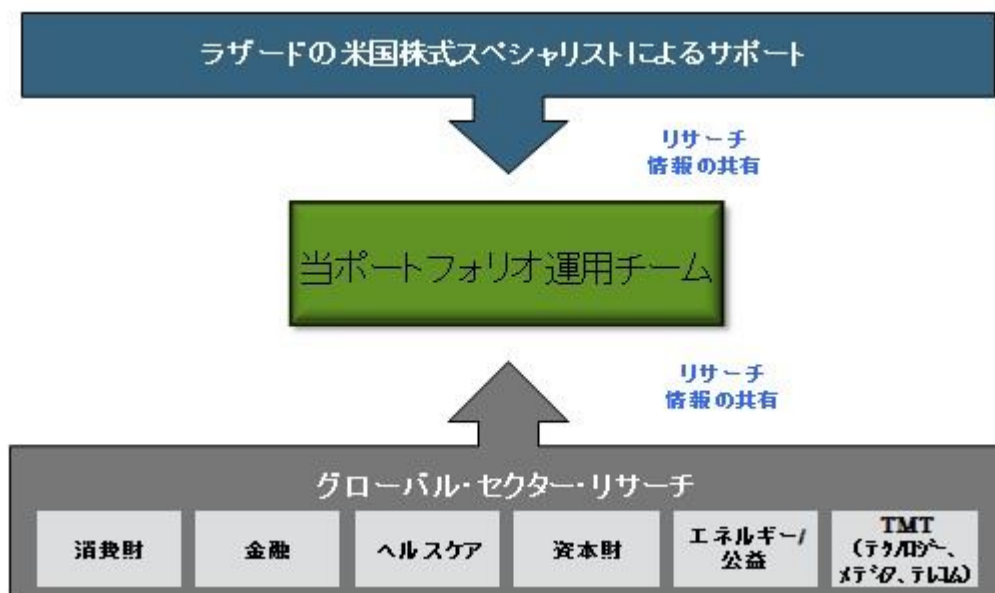 ラザードの米国株式スペシャリストによるサポート
リサーチ
情報の共有
当ポートフォリオ運用チーム
リサーチ
情報の共有
グローバル・セクター・リサーチ
消費財
金融
ヘルスケア
資本財
エネルギー/
公益
TMT
(テクノロジー、
メディア、テレコム)